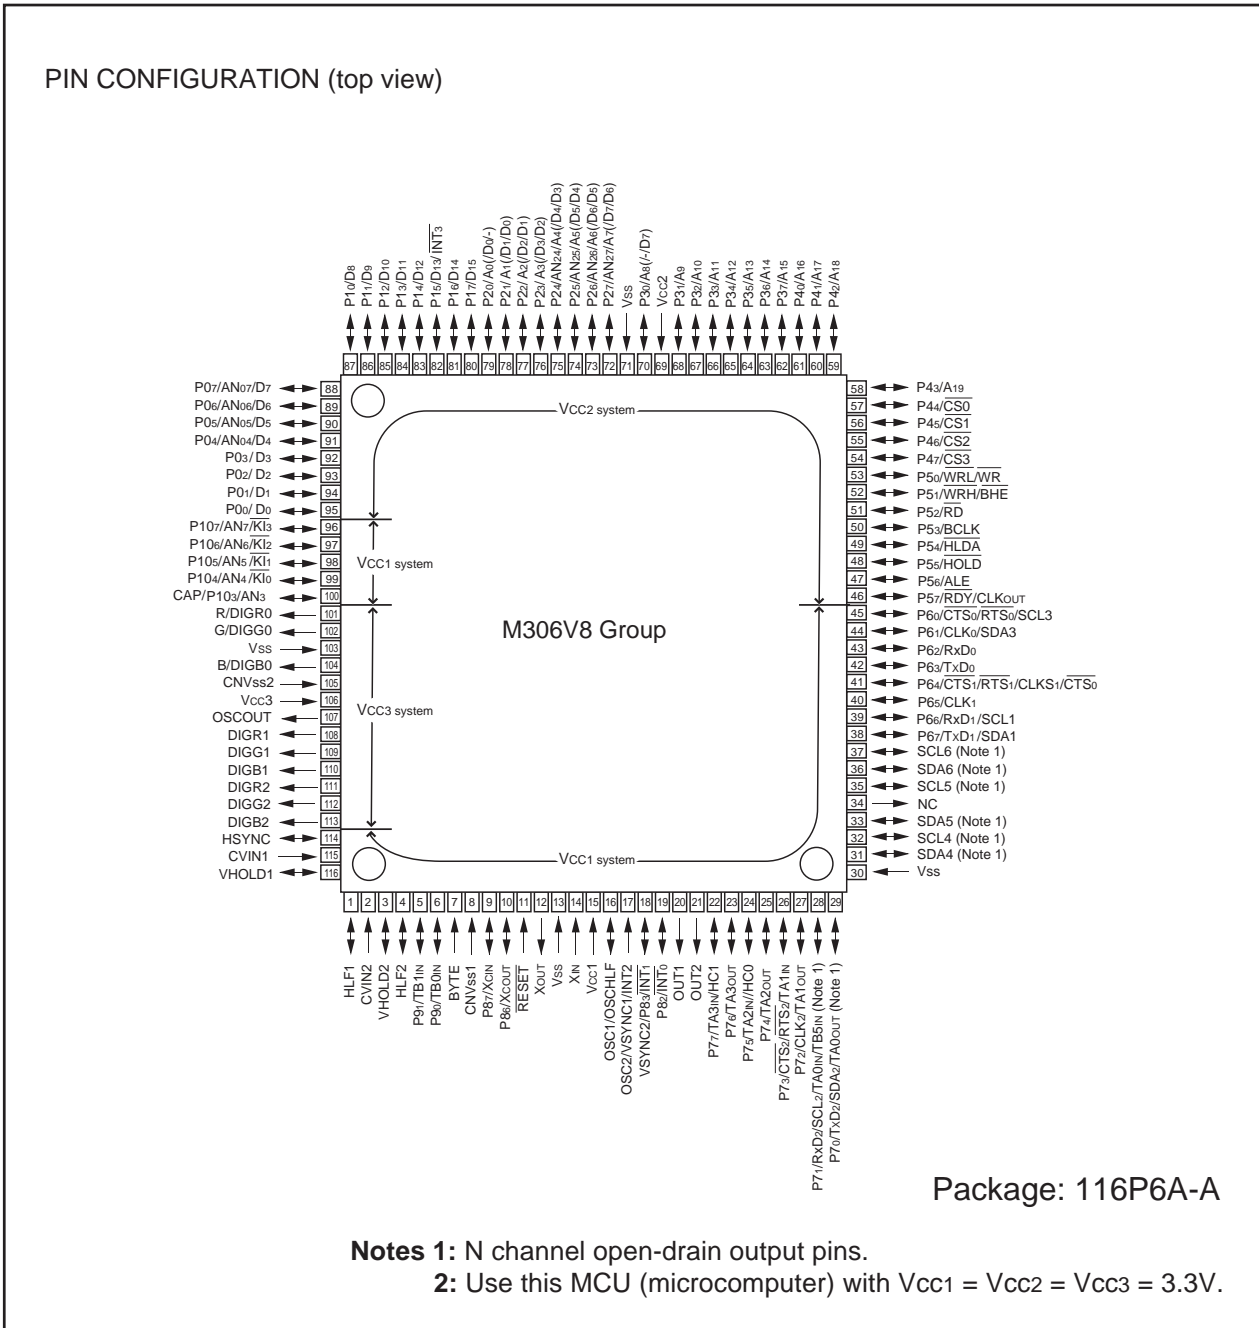 PIN CONFIGURATION (top view)
P10/D8
P11/D9
P12/D10
P13/D11
P14/D12
P15/D13/INT3
P16/D14
P17/D15
P20/A0(/D0/-)
P21/A1(/D1/D0)
P22/A2(/D2/D1)
P23/A3(/D3/D2)
P24/AN24/A4(/D4/D3)
P25/AN25/A5(/D5/D4)
P26/AN26/A6(/D6/D5)
P27/AN27/A7(/D7/D6)
Vss
P30/A8(/-/D7)
Vcc2
P31/A9
P32/A10
P33/A11
P34/A12
P35/A13
P36/A14
P37/A15
P40/A16
P41/A17
P42/A18
87 86 85 84 83 82 81 80 79 78 77 76 75 74 73 72 71 70 69 68 67 66 65 64 63 62 61 60 59
P07/AN07/D7 88
P06/AN06/D6 89
P05/AN05/D5 90
P04/AN04/D4 91
P03/ D3 92
P02/ D2 93
P01/ D1 94
P00/ D0 95
P107/AN7/KI3 96
P106/AN6/KI2 97
P105/AN5/KI1 98
P104/AN4/KI0 99
CAP/P103/AN3 100
R/DIGR0 101
G/DIGG0 102
Vss 103
B/DIGB0 104
CNVss2 105
Vcc3 106
OSCOUT 107
DIGR1 108
DIGG1 109
DIGB1 110
DIGR2 111
DIGG2 112
DIGB2 113
HSYNC 114
CVIN1 115
VHOLD1 116
VCC2 system
VCC1 system
M306V8 Group
VCC3 system
VCC1 system
58 P43/A19
57 P44/CS0
56 P45/CS1
55 P46/CS2
54 P47/CS3
53 P50/WRL/WR
52 P51/WRH/BHE
51 P52/RD
50 P53/BCLK
49 P54/HLDA
48 P55/HOLD
47 P56/ALE
46 P57/RDY/CLKOUT
45 P60/CTS0/RTS0/SCL3
44 P61/CLK0/SDA3
43 P62/RxD0
42 P63/TxD0
41 P64/CTS1/RTS1/CLKS1/CTS0
40 P65/CLK1
39 P66/RxD1/SCL1
38 P67/TxD1/SDA1
37 SCL6 (Note 1)
36 SDA6 (Note 1)
35 SCL5 (Note 1)
34 NC
33 SDA5 (Note 1)
32 SCL4 (Note 1)
31 SDA4 (Note 1)
30 Vss
1 2 3 4 5 6 7 8 9 10 11 12 13 14 15 16 17 18 19 20 21 22 23 24 25 26 27 28 29
HLF1
CVIN2
VHOLD2
HLF2
P91/TB1IN
P90/TB0IN
BYTE
CNVss1
P87/XCIN
P86/XCOUT
RESET
XOUT
Vss
XIN
Vcc1
OSC1/OSCHLF
OSC2/VSYNC1/INT2
VSYNC2/P83/INT1
P82/INT0
OUT1
OUT2
P77/TA3IN/HC1
P76/TA3OUT
P75/TA2IN//HC0
P74/TA2OUT
P73/CTS2/RTS2/TA1IN
P72/CLK2/TA1OUT
P71/RxD2/SCL2/TA0IN/TB5IN (Note 1)
P70/TxD2/SDA2/TA0OUT (Note 1)
Package: 116P6A-A
Notes 1: N channel open-drain output pins.
2: Use this MCU (microcomputer) with Vcc1 = Vcc2 = Vcc3 = 3.3V.